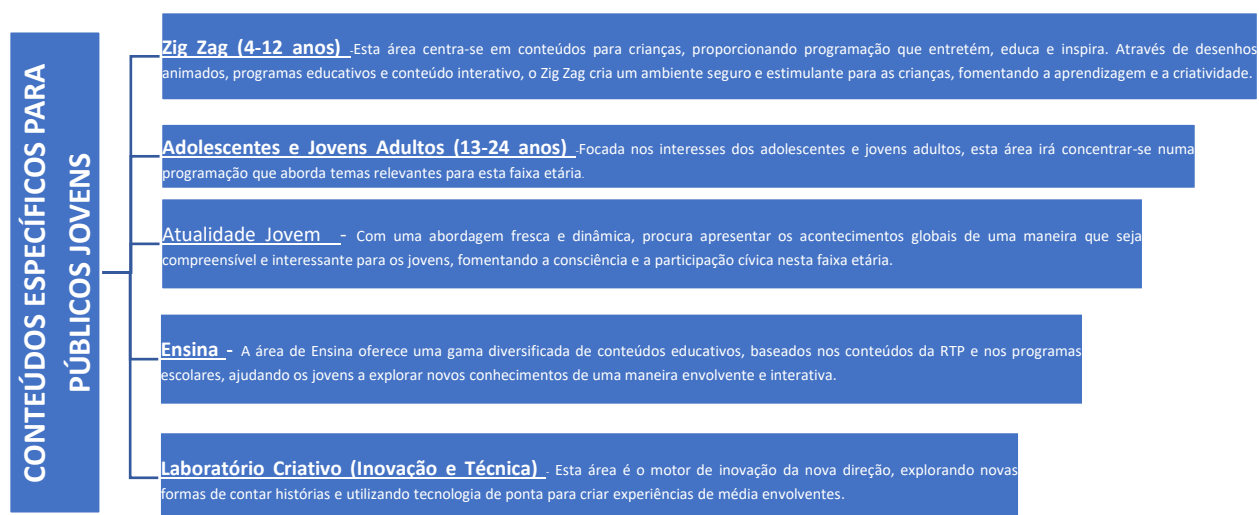 CONTEÚDOS ESPECÍFICOS PARA
PÚBLICOS JOVENS
Zig Zag (4-12 anos) -Esta área centra-se em conteúdos para crianças, proporcionando programação que entretém, educa e inspira. Através de desenhos
animados, programas educativos e conteúdo interativo, o Zig Zag cria um ambiente seguro e estimulante para as crianças, fomentando a aprendizagem e a criatividade.
Adolescentes e Jovens Adultos (13-24 anos) -Focada nos interesses dos adolescentes e jovens adultos, esta área irá concentrar-se numa
programação que aborda temas relevantes para esta faixa etária.
Atualidade Jovem - Com uma abordagem fresca e dinâmica, procura apresentar os acontecimentos globais de uma maneira que seja
compreensível e interessante para os jovens, fomentando a consciência e a participação cívica nesta faixa etária.
Ensina - A área de Ensina oferece uma gama diversificada de conteúdos educativos, baseados nos conteúdos da RTP e nos programas
escolares, ajudando os jovens a explorar novos conhecimentos de uma maneira envolvente e interativa.
Laboratório Criativo (Inovação e Técnica) - Esta área é o motor de inovação da nova direção, explorando novas
formas de contar histórias e utilizando tecnologia de ponta para criar experiências de média envolventes.